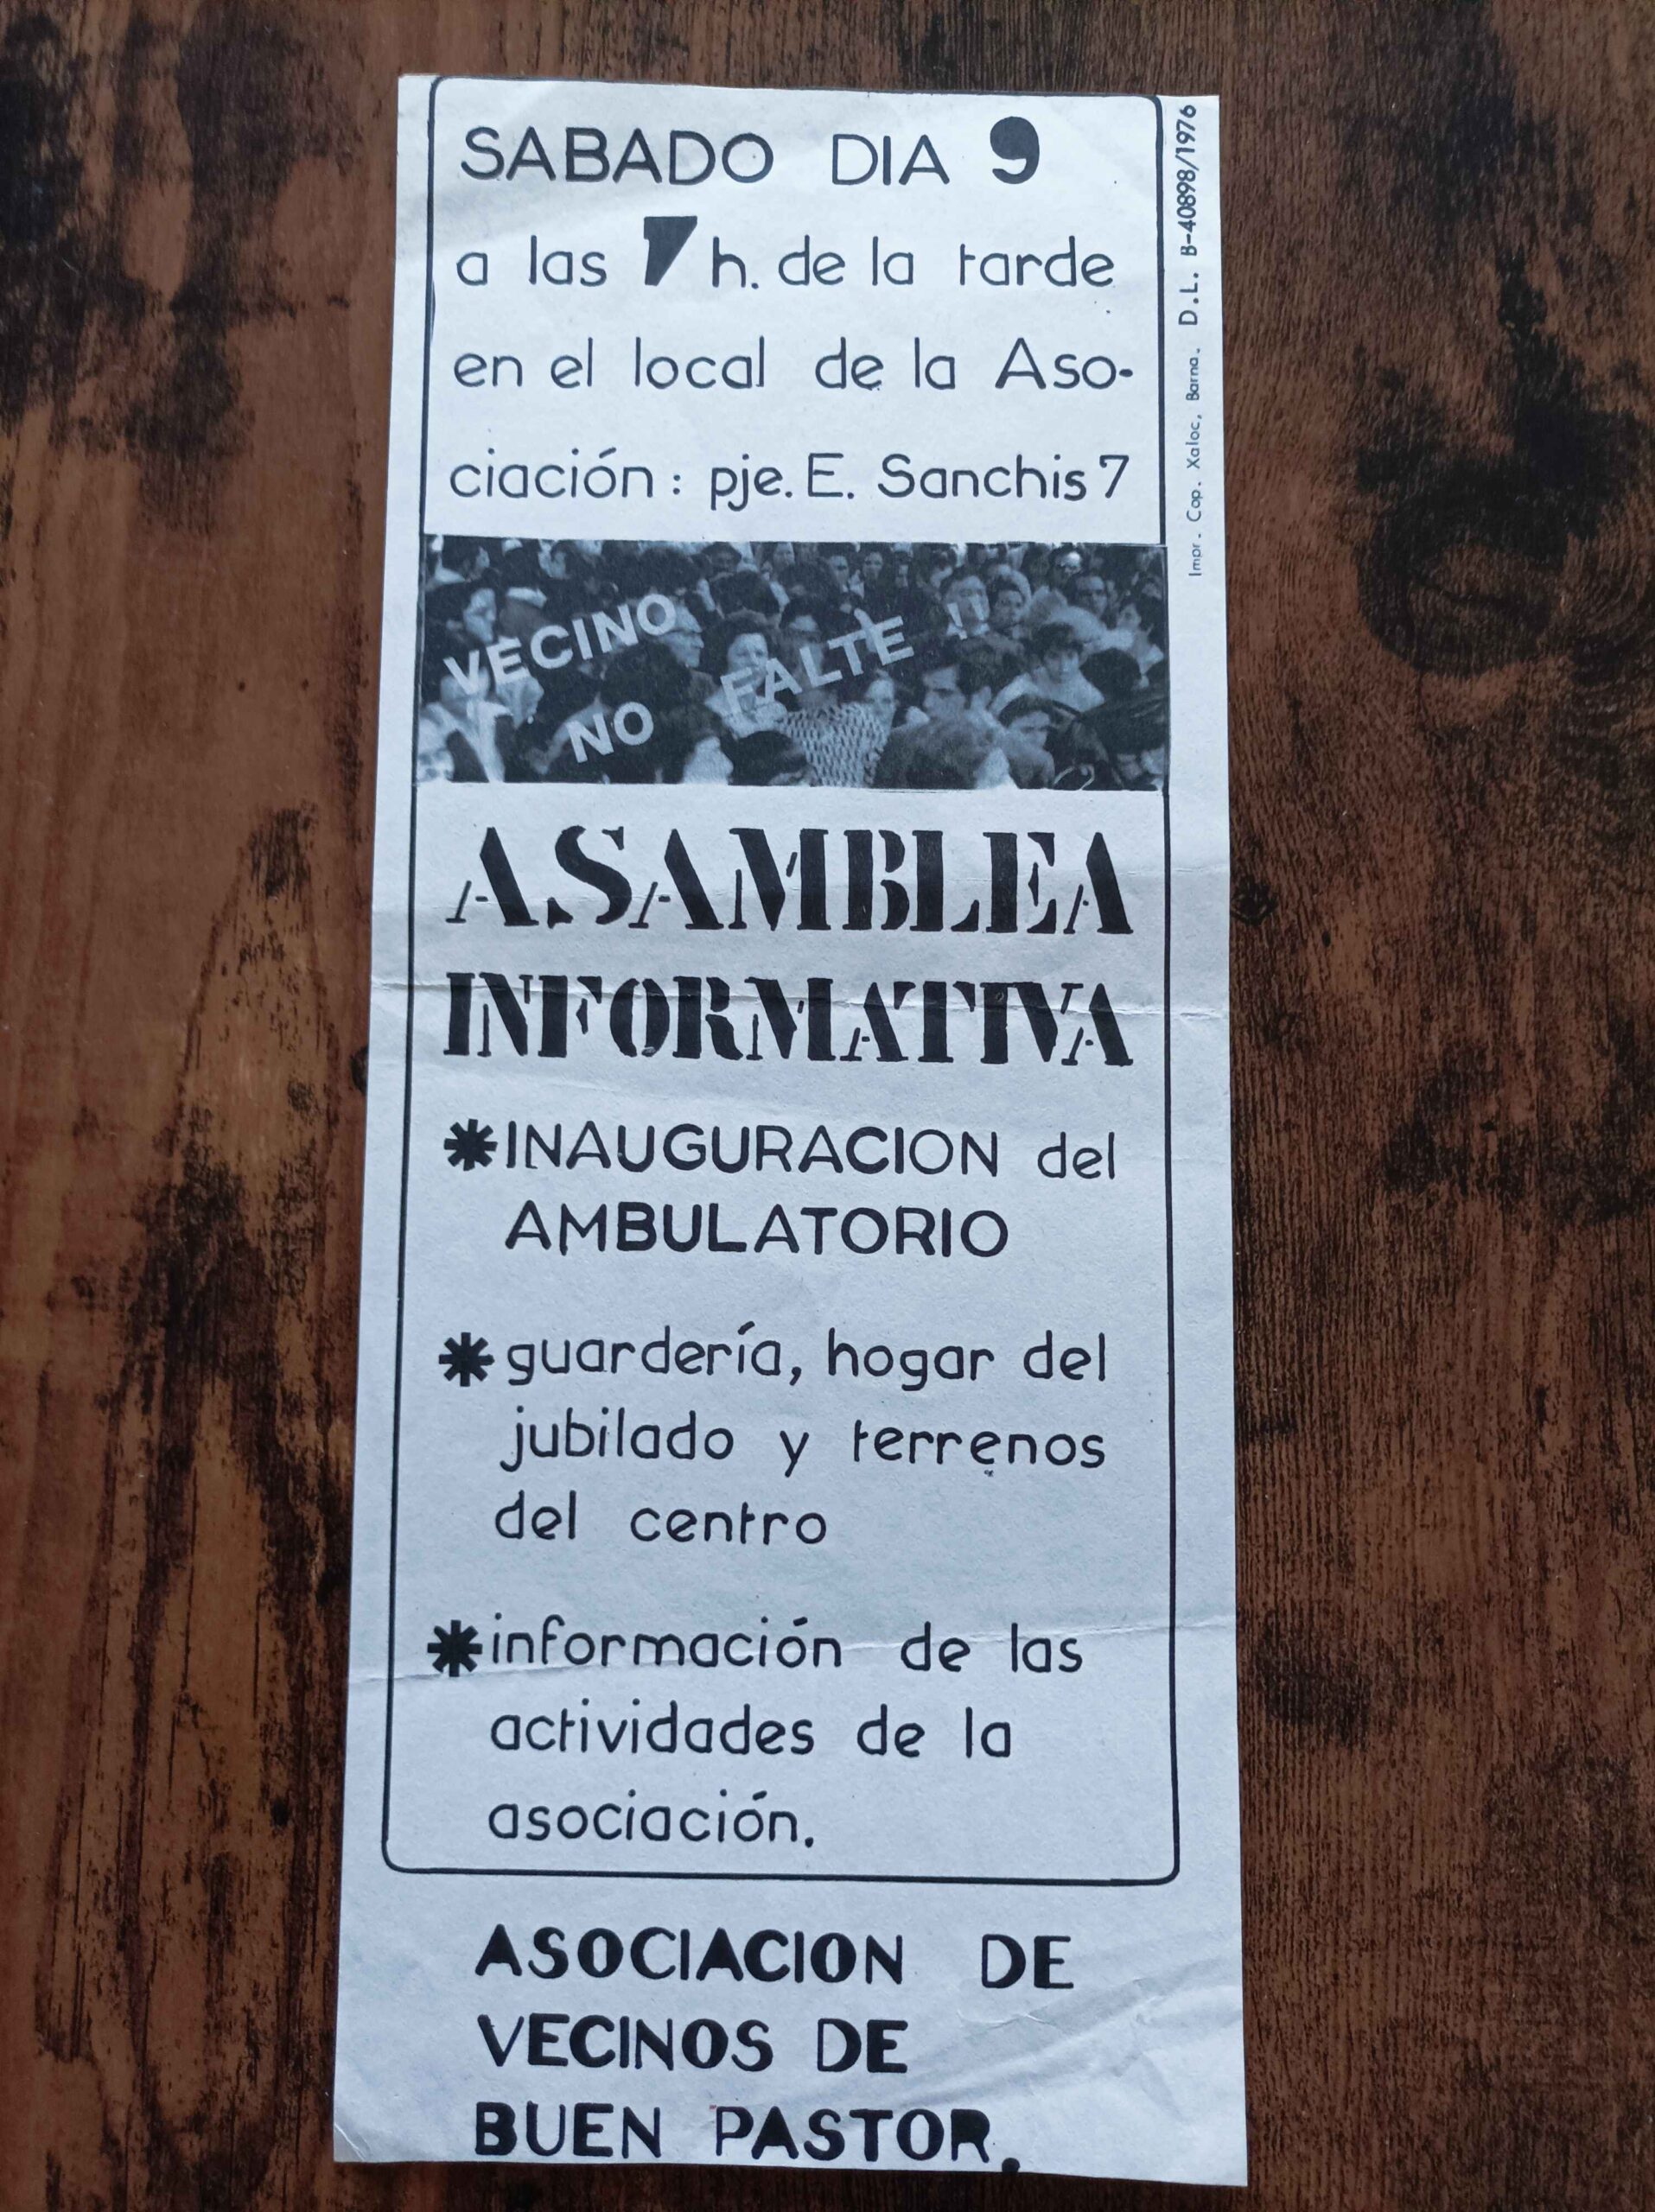 SABADO DIA 9
a las 7 h. de la tarde
en el local de la Aso-
ciación: pje. E. Sanchis 7
VECINO
NO FALTE !!
ASAMBLEA
INFORMATIVA
* INAUGURACION del
AMBULATORIO
* guardería, hogar del
jubilado y terrenos
del centro
* información de las
actividades de la
asociación.
ASOCIACION DE
VECINOS DE
BUEN PASTOR.
Impr. Cop. Xaloc, Barna. D.L. B-40898/1976